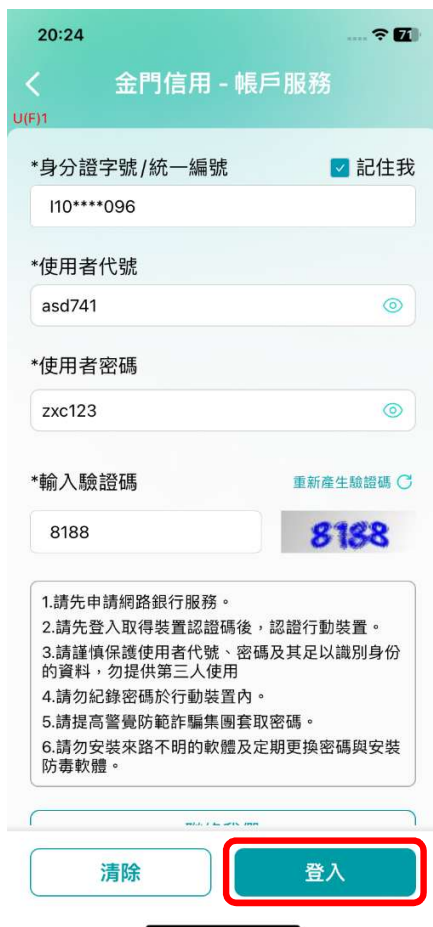 20:24
71
金門信用 - 帳戶服務
U(F)1
*身分證字號/統一編號
記住我
I10****096
*使用者代號
asd741
*使用者密碼
zxc123
*輸入驗證碼
重新產生驗證碼
8188
8188
1.請先申請網路銀行服務。
2.請先登入取得裝置認證碼後，認證行動裝置。
3.請謹慎保護使用者代號、密碼及其足以識別身份
的資料，勿提供第三人使用
4.請勿紀錄密碼於行動裝置內。
5.請提高警覺防範詐騙集團套取密碼。
6.請勿安裝來路不明的軟體及定期更換密碼與安裝
防毒軟體。
清除
登入